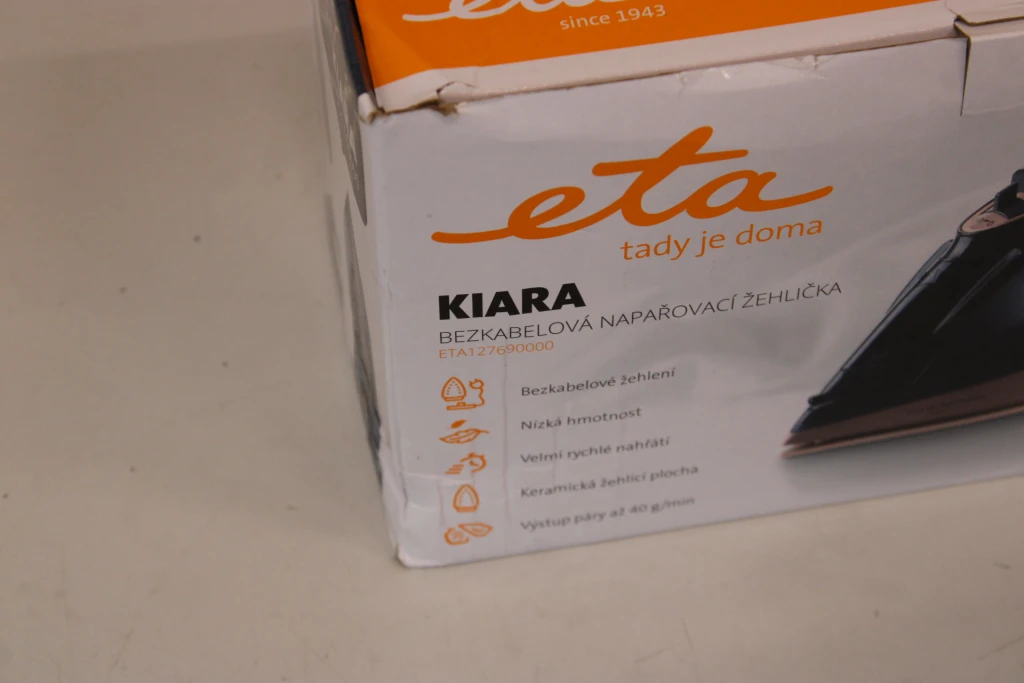 eta
since 1943
eta
tady je doma
KIARA
BEZKABELOVÁ NAPAŘOVACÍ ŽEHLIČKA
ETA127690000
Bezkabelové žehlení
Nízká hmotnost
Velmi rychlé nahřátí
Keramická žehlicí plocha
Výstup páry až 40 g/min